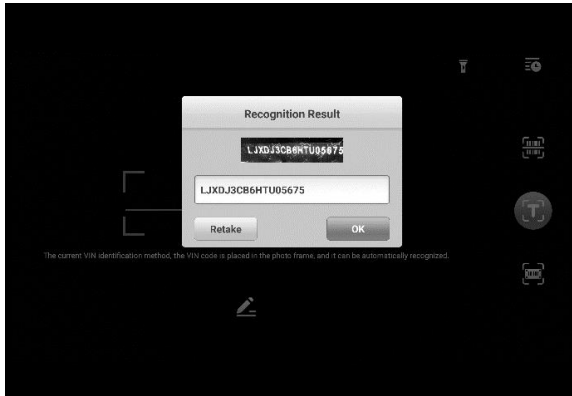 Recognition Result
LJXDJ3CB6HTU05675
LJXDJ3CB6HTU05675
Retake
OK
The current VIN identification method, the VIN code is placed in the photo frame, and it can be automatically recognized.
T